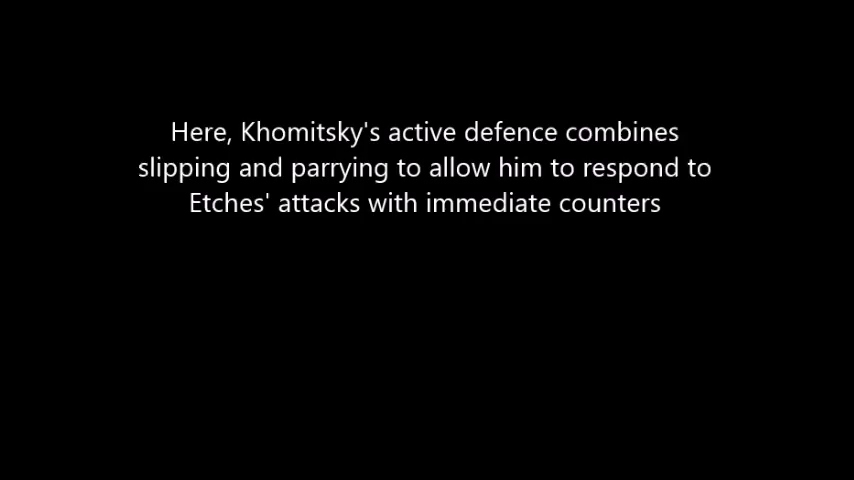 Here, Khomitsky's active defence combines
slipping and parrying to allow him to respond to
Etches' attacks with immediate counters